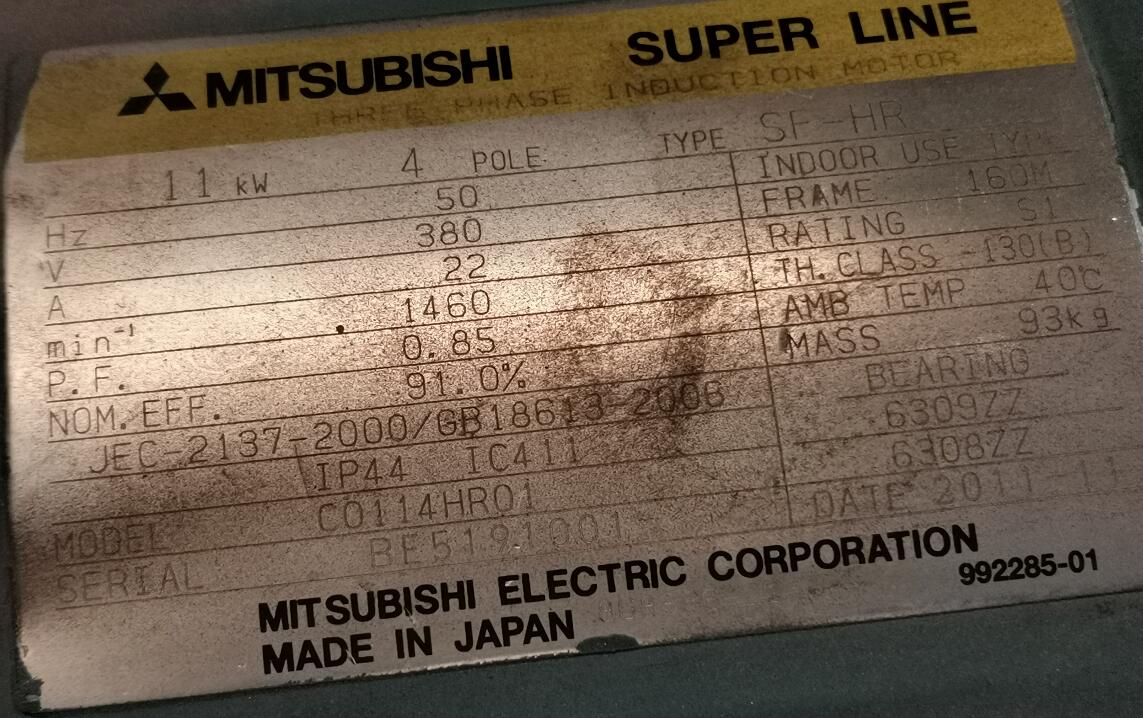 MITSUBISHI SUPER LINE
THREE PHASE INDUCTION MOTOR
11 kW 4 POLE TYPE SF-HR
Hz 50 INDOOR USE TYPE
V 380 FRAME 160M
A 22 RATING S1
min⁻¹ 1460 TH. CLASS 130(B)
P. F. 0.85 AMB TEMP 40℃
NOM. EFF. 91.0% MASS 93kg
JEC-2137-2000/GB18613-2006 BEARING
IP44 IC411 6309ZZ
MODEL C0114HR01 6308ZZ
SERIAL RE5191001 DATE 2011-11
MITSUBISHI ELECTRIC CORPORATION
MADE IN JAPAN 992285-01